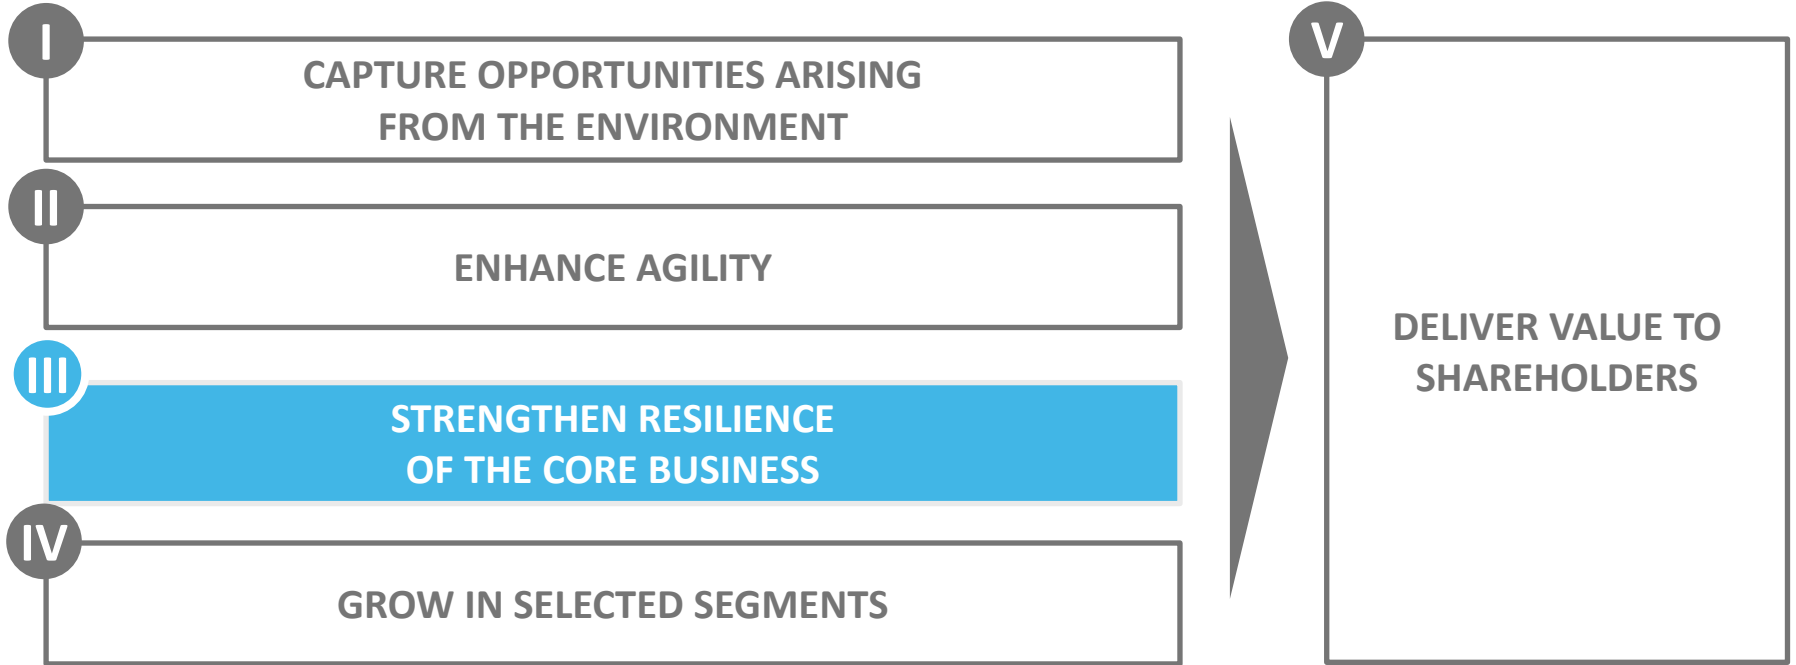 I
CAPTURE OPPORTUNITIES ARISING
FROM THE ENVIRONMENT
II
ENHANCE AGILITY
III
STRENGTHEN RESILIENCE
OF THE CORE BUSINESS
IV
GROW IN SELECTED SEGMENTS
V
DELIVER VALUE TO
SHAREHOLDERS